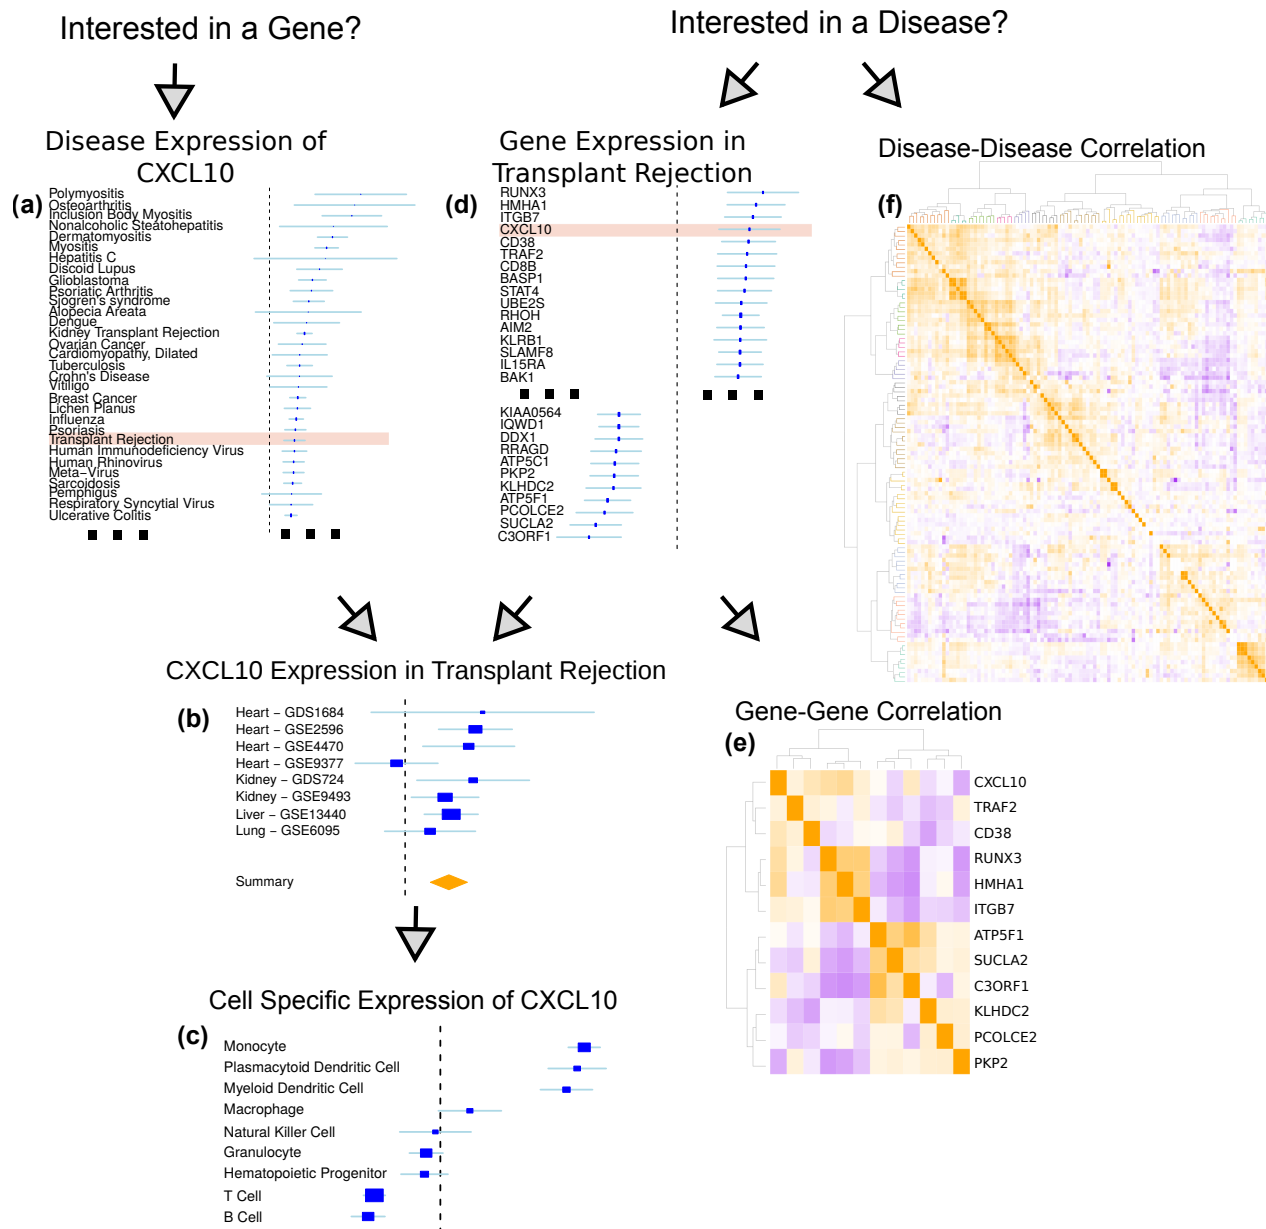 Interested in a Gene?
Interested in a Disease?
Disease Expression of
CXCL10
(a)
Polymyositis
Osteoarthritis
Inclusion Body Myositis
Nonalcoholic Steatohepatitis
Dermatomyositis
Myositis
Hepatitis C
Discoid Lupus
Glioblastoma
Psoriatic Arthritis
Sjogren's syndrome
Alopecia Areata
Dengue
Kidney Transplant Rejection
Ovarian Cancer
Cardiomyopathy, Dilated
Tuberculosis
Crohn's Disease
Vitiligo
Breast Cancer
Lichen Planus
Influenza
Psoriasis
Transplant Rejection
Human Immunodeficiency Virus
Human Rhinovirus
Meta-Virus
Sarcoidosis
Pemphigus
Respiratory Syncytial Virus
Ulcerative Colitis
Gene Expression in
Transplant Rejection
(d)
RUNX3
HMHA1
ITGB7
CXCL10
CD38
TRAF2
CD8B
BASP1
STAT4
UBE2S
RHOH
AIM2
KLRB1
SLAMF8
IL15RA
BAK1
KIAA0564
IQWD1
DDX1
RRAGD
ATP5C1
PKP2
KLHDC2
ATP5F1
PCOLCE2
SUCLA2
C3ORF1
Disease-Disease Correlation
(f)
CXCL10 Expression in Transplant Rejection
(b)
Heart – GDS1684
Heart – GSE2596
Heart – GSE4470
Heart – GSE9377
Kidney – GDS724
Kidney – GSE9493
Liver – GSE13440
Lung – GSE6095
Summary
Gene-Gene Correlation
(e)
CXCL10
TRAF2
CD38
RUNX3
HMHA1
ITGB7
ATP5F1
SUCLA2
C3ORF1
KLHDC2
PCOLCE2
PKP2
Cell Specific Expression of CXCL10
(c)
Monocyte
Plasmacytoid Dendritic Cell
Myeloid Dendritic Cell
Macrophage
Natural Killer Cell
Granulocyte
Hematopoietic Progenitor
T Cell
B Cell